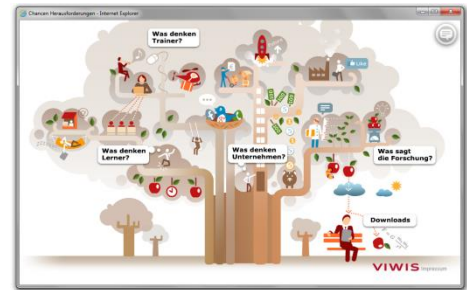 Chancen Herausforderungen - Internet Explorer
Was denken
Trainer?
Like
Was denken
Lerner?
Was denken
Unternehmen?
Was sagt
die Forschung?
Downloads
VIWIS Impressum